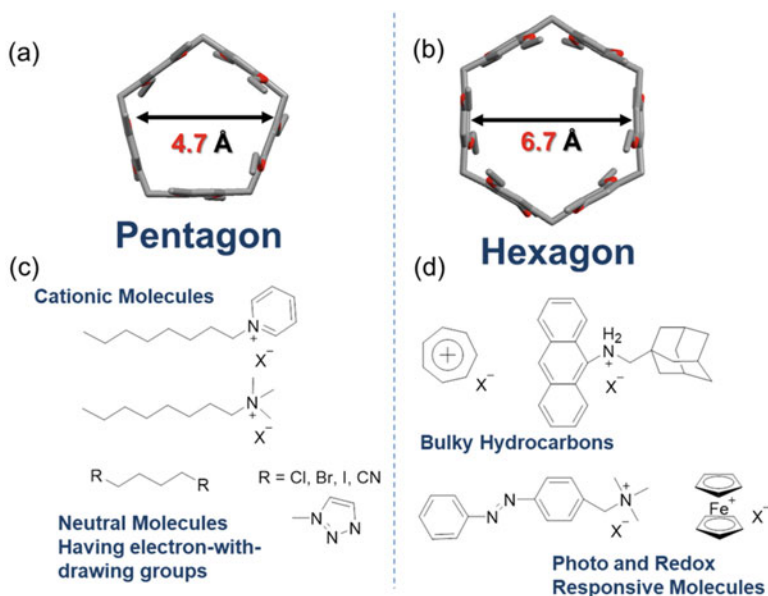 (a)
4.7 Å
Pentagon
(b)
6.7 Å
Hexagon
(c)
Cationic Molecules
N
+
X−
N
+
X−
R
R
R = Cl, Br, I, CN
N
N
N
Neutral Molecules
Having electron-with-
drawing groups
(d)
+
X−
H2
N
+
X−
Bulky Hydrocarbons
N
N
N
+
X−
Fe+
X−
Photo and Redox
Responsive Molecules